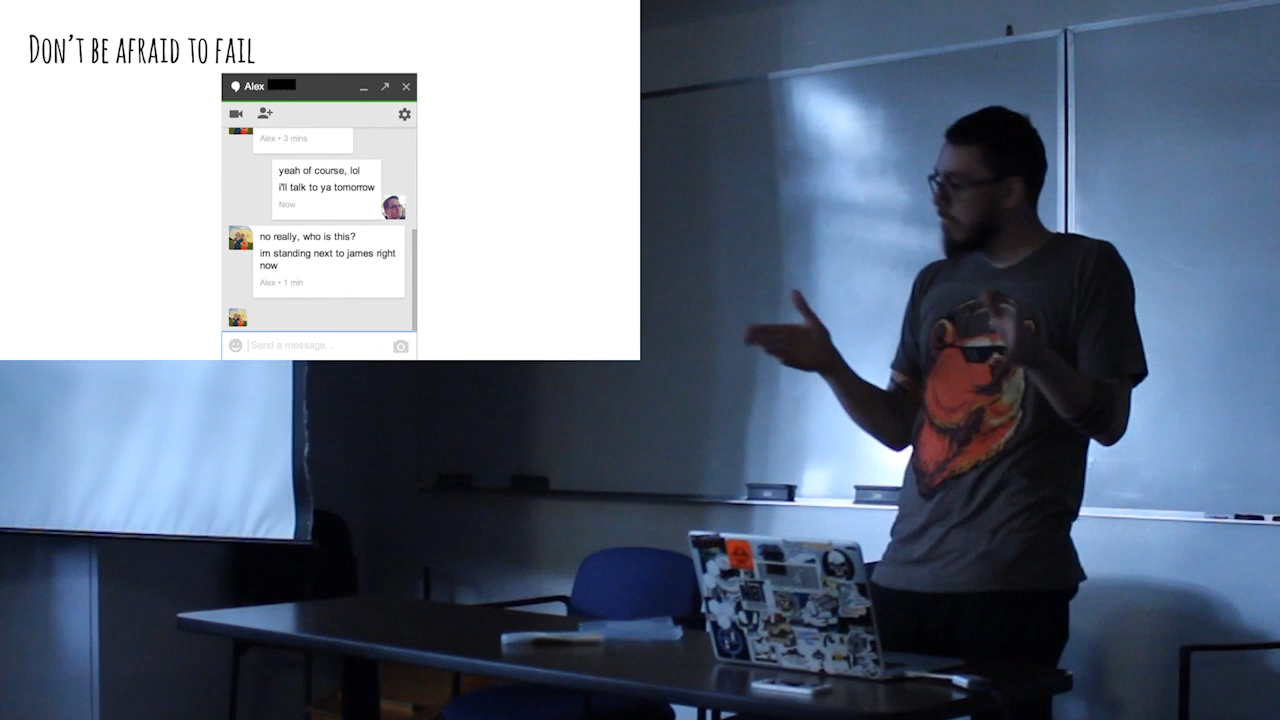 Don't be afraid to fail
Alex
Alex • 3 mins
yeah of course, lol
i'll talk to ya tomorrow
Now
no really, who is this?
im standing next to james right
now
Alex • 1 min
Send a message...